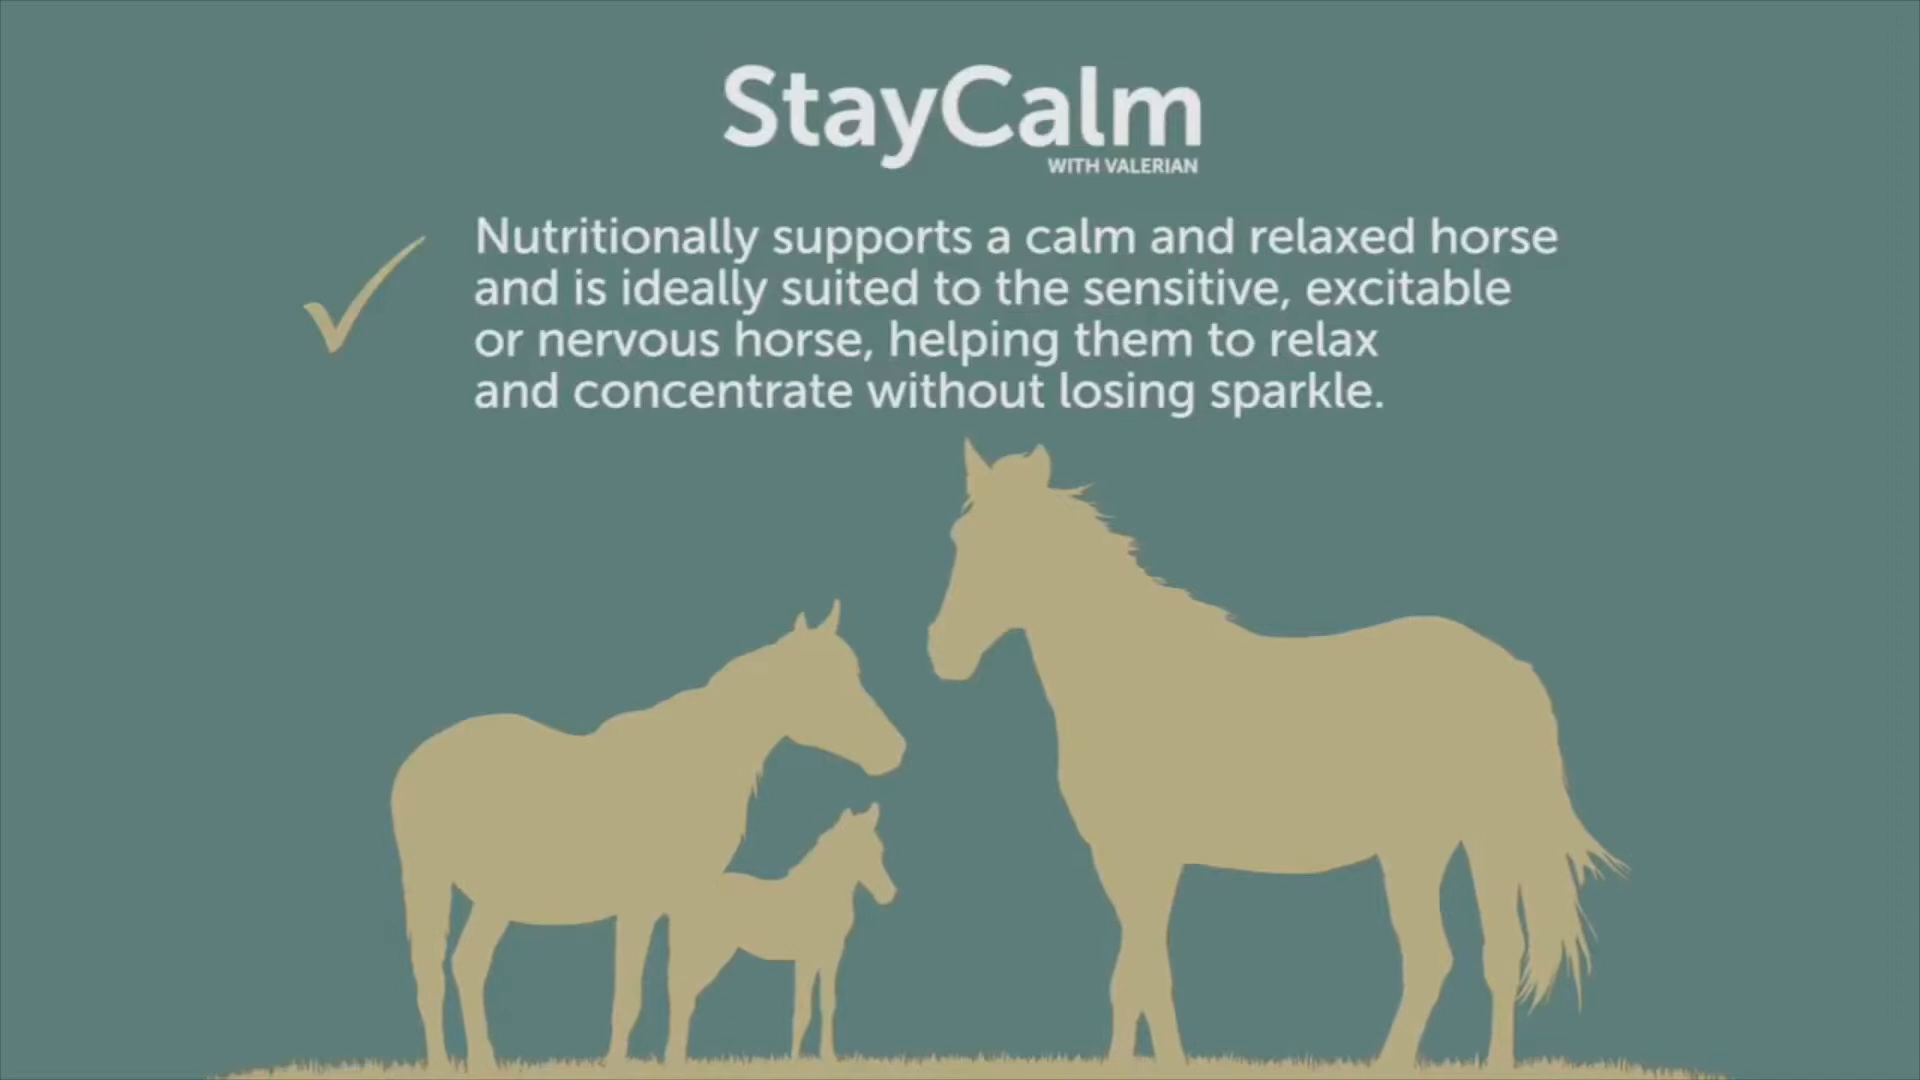 StayCalm
WITH VALERIAN
Nutritionally supports a calm and relaxed horse
and is ideally suited to the sensitive, excitable
or nervous horse, helping them to relax
and concentrate without losing sparkle.